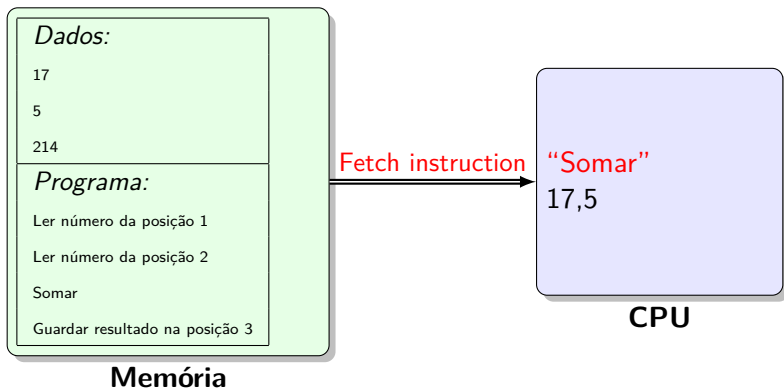 Dados:
17
5
214
Programa:
Ler número da posição 1
Ler número da posição 2
Somar
Guardar resultado na posição 3
Memória
Fetch instruction
“Somar”
17,5
CPU